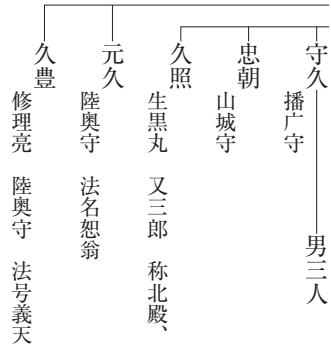 守久
播广守
男三人
忠朝
山城守
久照
生黒丸 又三郎 称北殿、
元久
陸奥守 法名恕翁
久豊
修理亮 陸奥守 法号義天